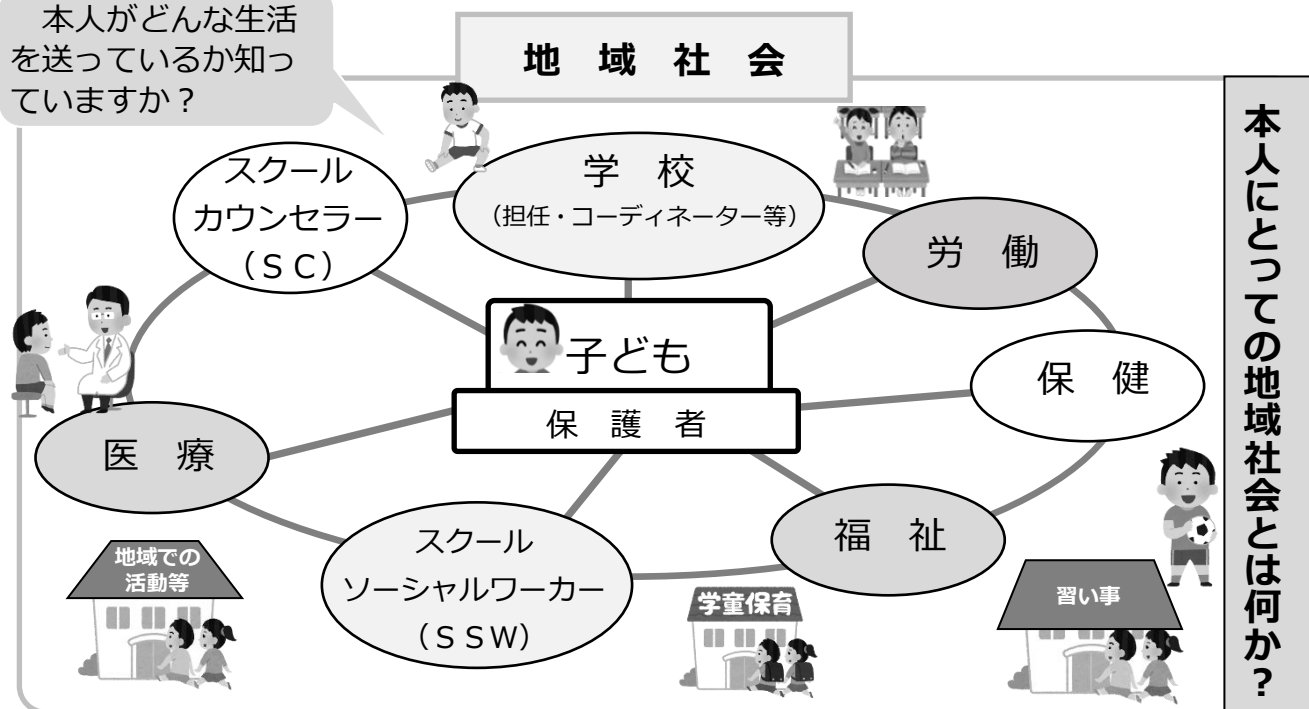 本人がどんな生活
を送っているか知っ
ていますか？
地　域　社　会
スクール
カウンセラー
（ＳＣ）
学　校
（担任・コーディネーター等）
労　働
子ども
保　護　者
保　健
医　療
スクール
ソーシャルワーカー
（ＳＳＷ）
福　祉
地域での
活動等
学童保育
習い事
本人にとっての地域社会とは何か？